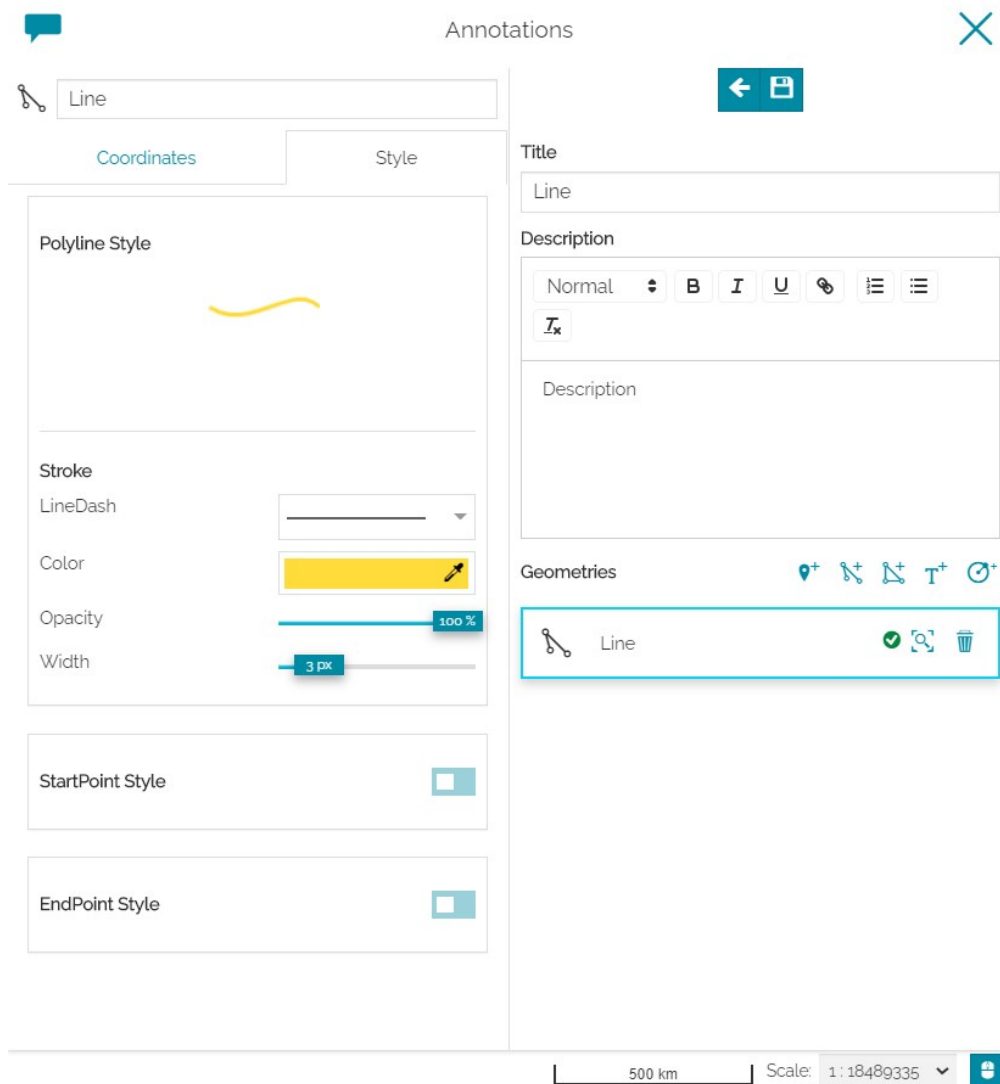 Annotations
Line
Coordinates
Style
Polyline Style
Stroke
LineDash
Color
Opacity
100 %
Width
3 px
StartPoint Style
EndPoint Style
Title
Line
Description
Normal
B I U
Tx
Description
Geometries
T+
Line
500 km
Scale: 1 : 18489335